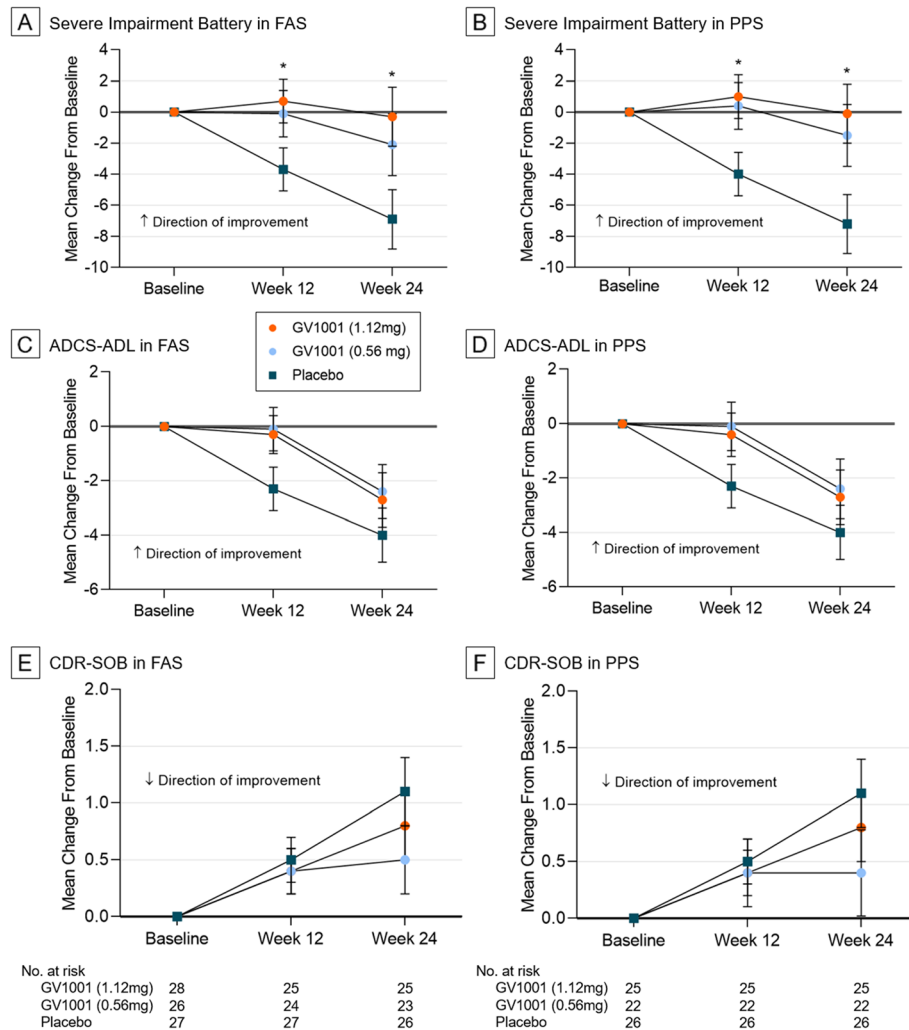 A Severe Impairment Battery in FAS
Mean Change From Baseline
4
2
0
-2
-4
-6
-8
-10
*
*
↑ Direction of improvement
Baseline Week 12 Week 24
B Severe Impairment Battery in PPS
Mean Change From Baseline
4
2
0
-2
-4
-6
-8
-10
*
*
↑ Direction of improvement
Baseline Week 12 Week 24
GV1001 (1.12mg)
GV1001 (0.56 mg)
Placebo
C ADCS-ADL in FAS
Mean Change From Baseline
2
0
-2
-4
-6
↑ Direction of improvement
Baseline Week 12 Week 24
D ADCS-ADL in PPS
Mean Change From Baseline
2
0
-2
-4
-6
↑ Direction of improvement
Baseline Week 12 Week 24
E CDR-SOB in FAS
Mean Change From Baseline
2.0
1.5
1.0
0.5
0.0
↓ Direction of improvement
Baseline Week 12 Week 24
No. at risk
GV1001 (1.12mg) 28 25 25
GV1001 (0.56mg) 26 24 23
Placebo 27 27 26
F CDR-SOB in PPS
Mean Change From Baseline
2.0
1.5
1.0
0.5
0.0
↓ Direction of improvement
Baseline Week 12 Week 24
No. at risk
GV1001 (1.12mg) 25 25 25
GV1001 (0.56mg) 22 22 22
Placebo 26 26 26